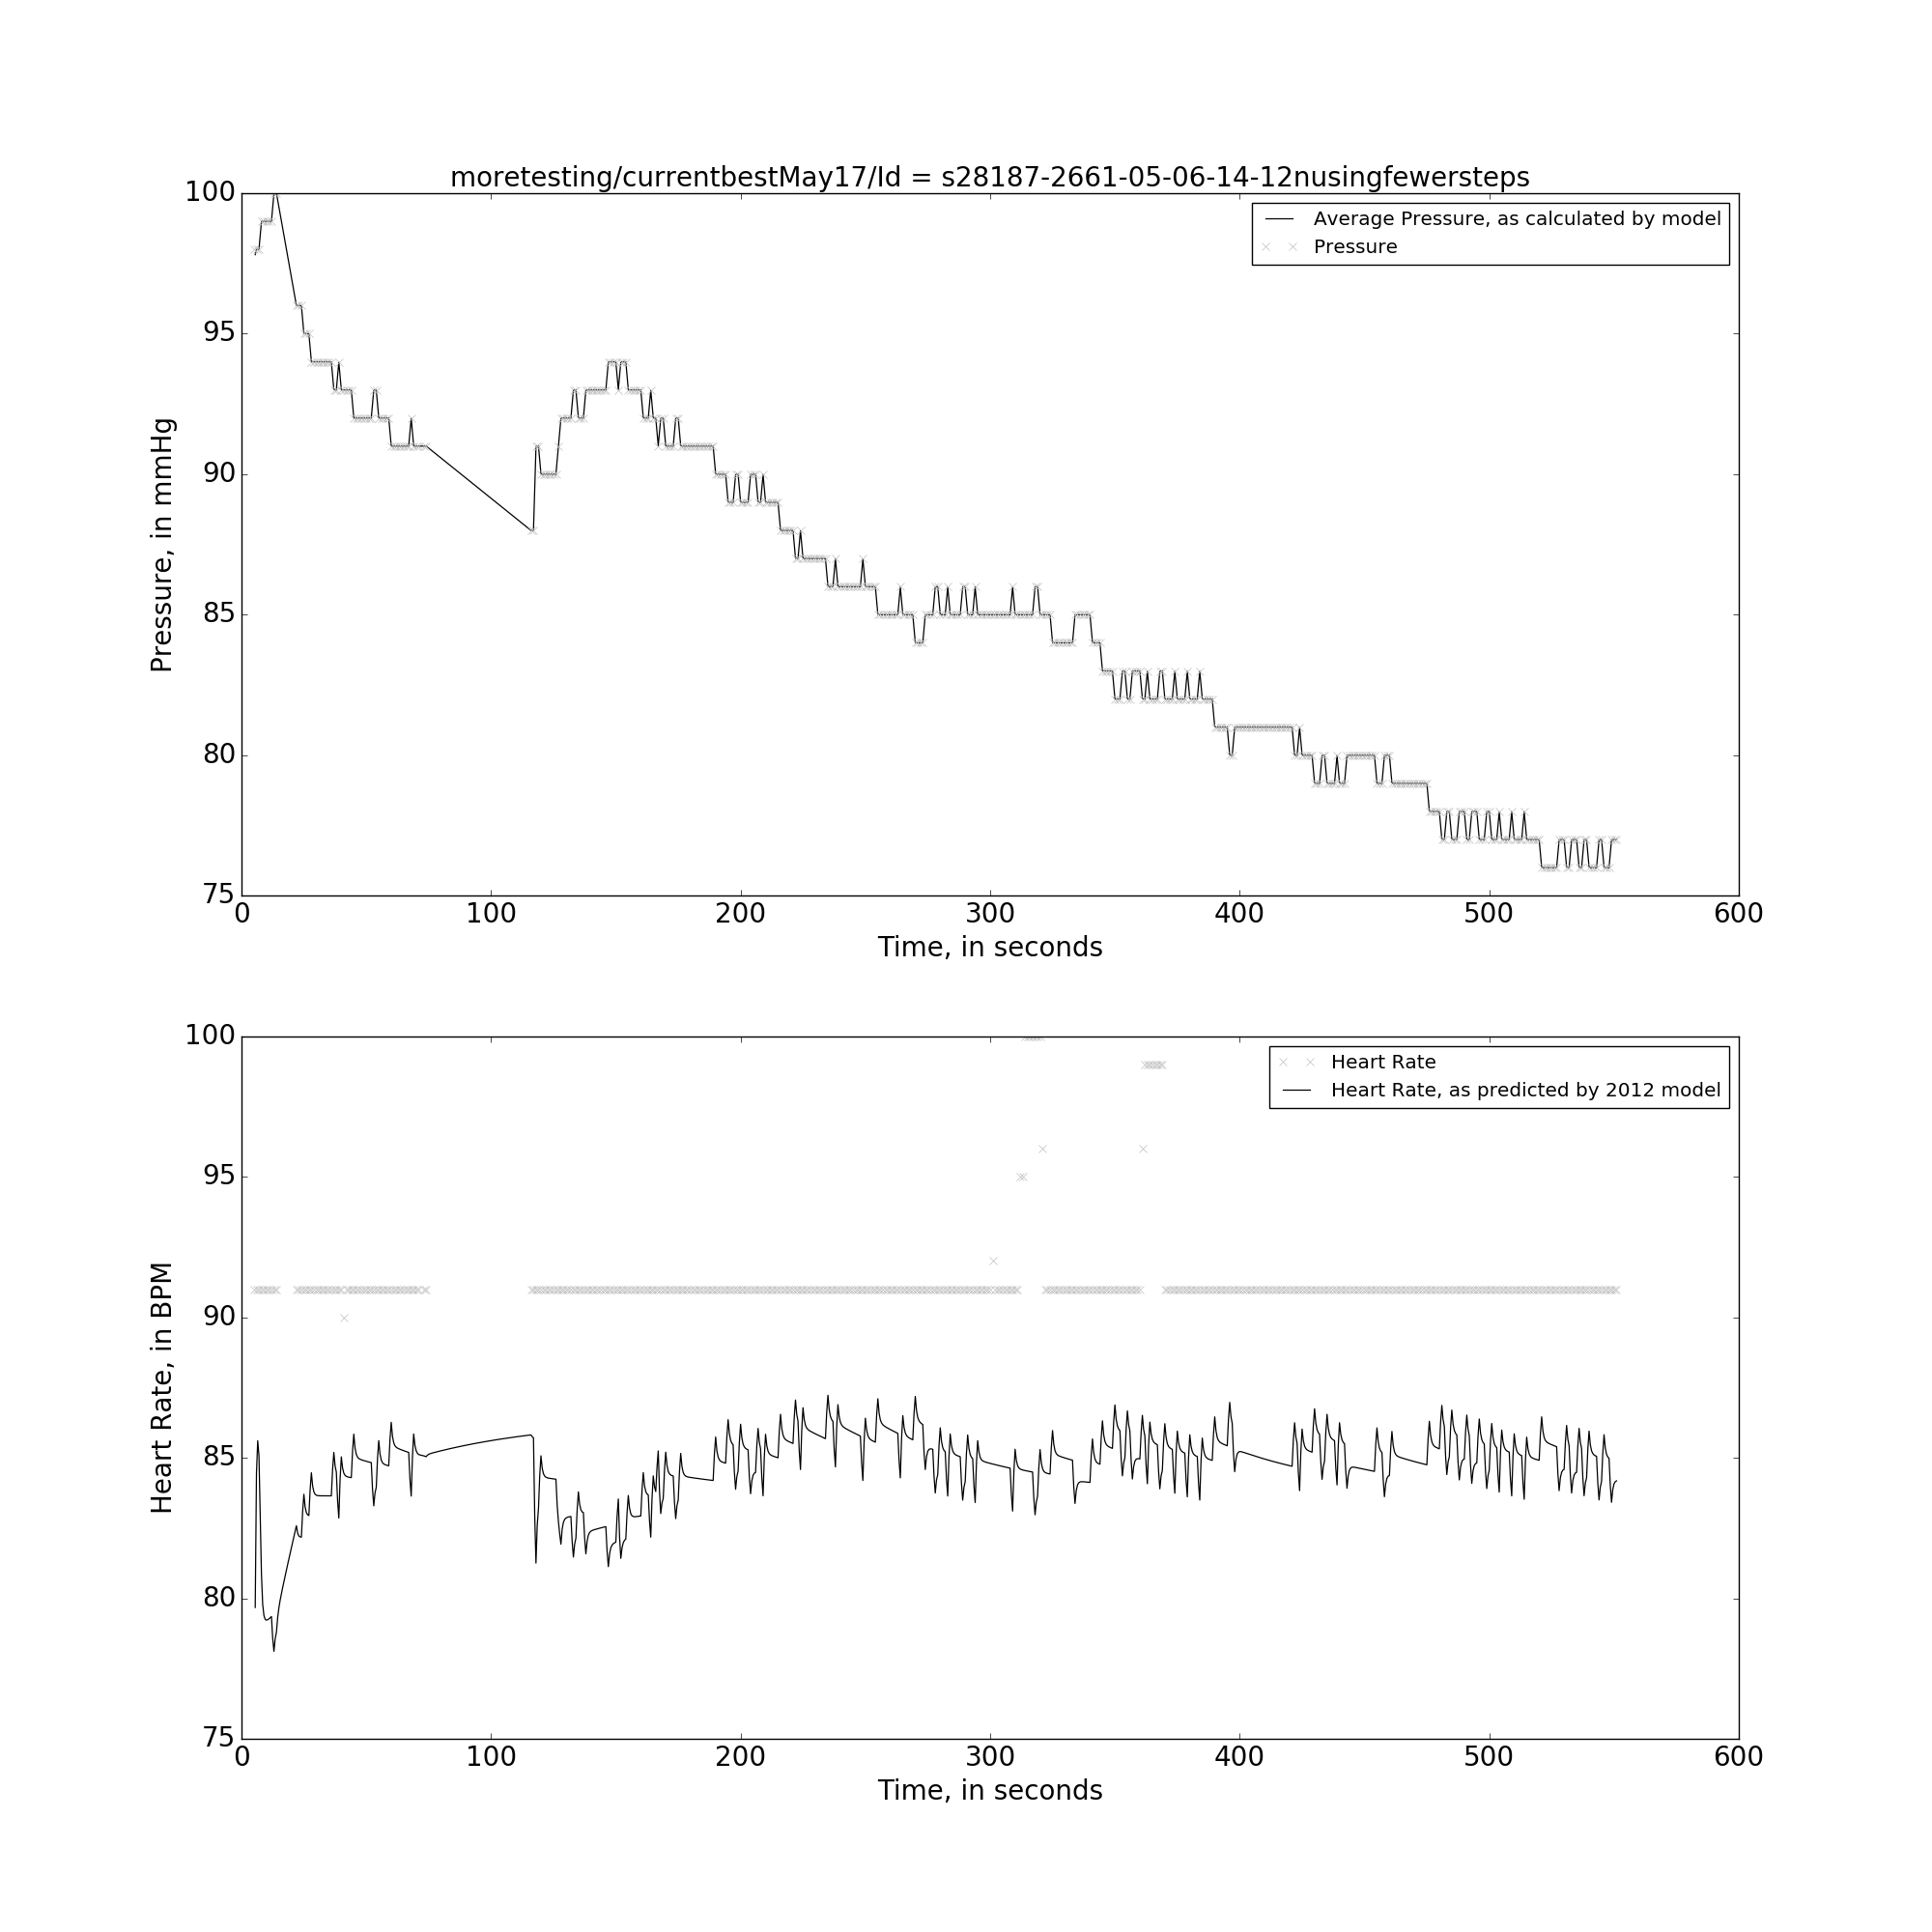 moretesting/currentbestMay17/Id = s28187-2661-05-06-14-12nusingfewersteps
100
95
90
85
80
75
Pressure, in mmHg
Average Pressure, as calculated by model
Pressure
0 100 200 300 400 500 600
Time, in seconds
100
95
90
85
80
75
Heart Rate, in BPM
Heart Rate
Heart Rate, as predicted by 2012 model
0 100 200 300 400 500 600
Time, in seconds